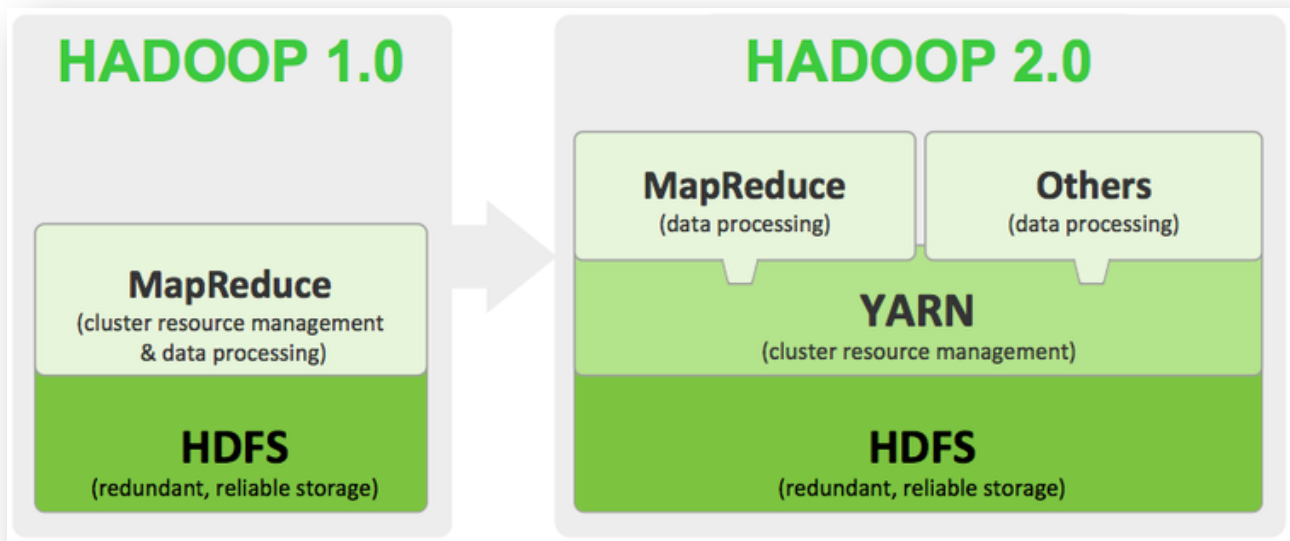 HADOOP 1.0
MapReduce
(cluster resource management
& data processing)
HDFS
(redundant, reliable storage)
HADOOP 2.0
MapReduce
(data processing)
Others
(data processing)
YARN
(cluster resource management)
HDFS
(redundant, reliable storage)